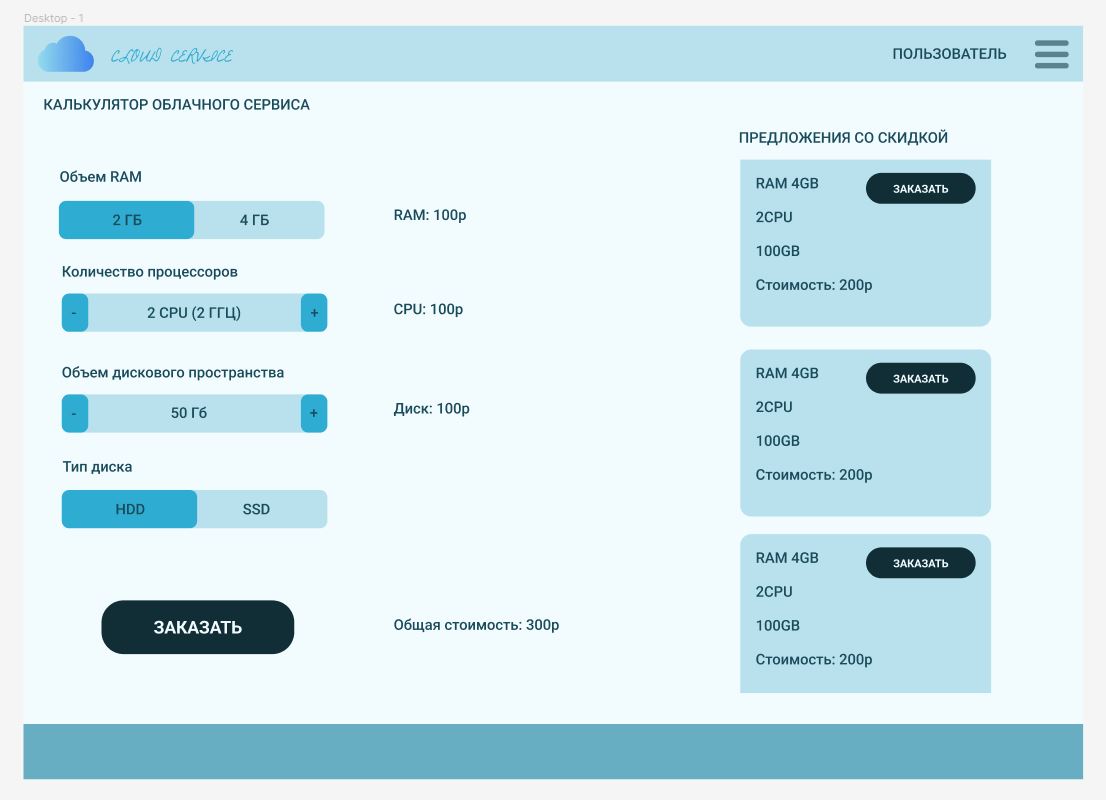 Desktop - 1
CLOUD CERVICE
ПОЛЬЗОВАТЕЛЬ
КАЛЬКУЛЯТОР ОБЛАЧНОГО СЕРВИСА
Объем RAM
2 ГБ
4 ГБ
RAM: 100р
Количество процессоров
-
2 CPU (2 ГГЦ)
+
CPU: 100р
Объем дискового пространства
-
50 Гб
+
Диск: 100р
Тип диска
HDD
SSD
ЗАКАЗАТЬ
Общая стоимость: 300р
ПРЕДЛОЖЕНИЯ СО СКИДКОЙ
RAM 4GB
ЗАКАЗАТЬ
2CPU
100GB
Стоимость: 200р
RAM 4GB
ЗАКАЗАТЬ
2CPU
100GB
Стоимость: 200р
RAM 4GB
ЗАКАЗАТЬ
2CPU
100GB
Стоимость: 200р